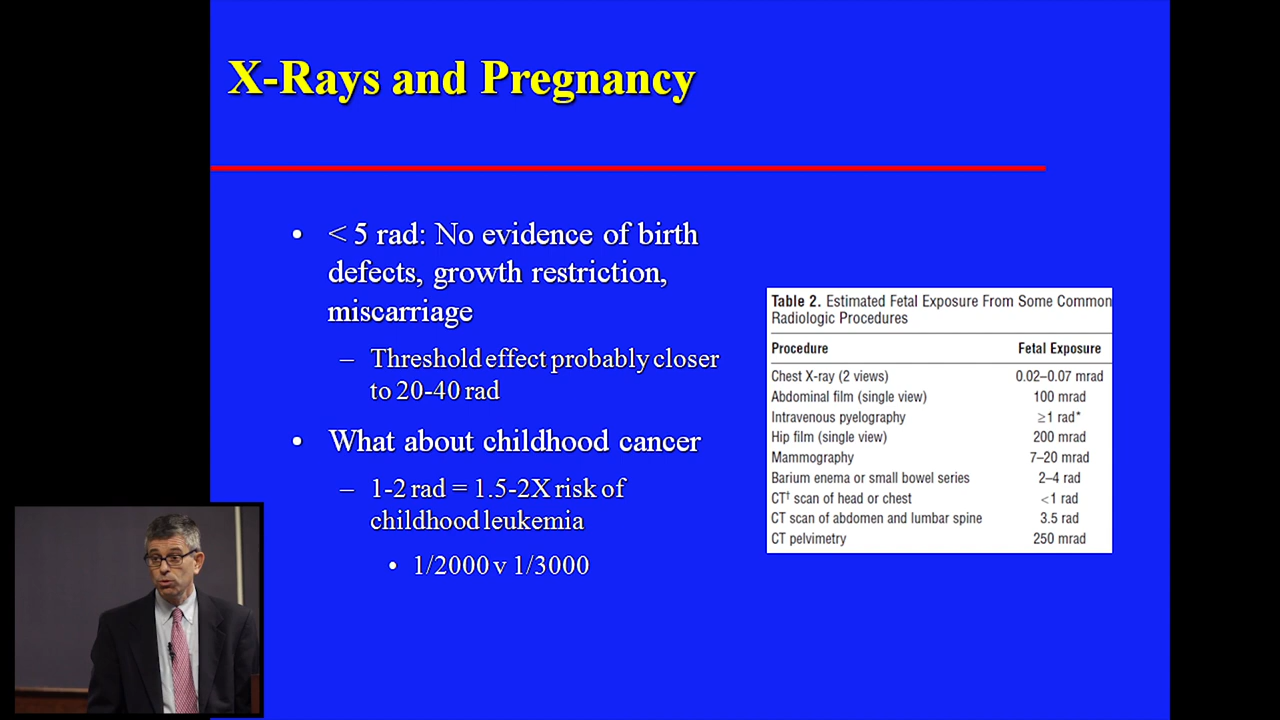 X-Rays and Pregnancy
• < 5 rad: No evidence of birth
defects, growth restriction,
miscarriage
– Threshold effect probably closer
to 20-40 rad
• What about childhood cancer
– 1-2 rad = 1.5-2X risk of
childhood leukemia
• 1/2000 v 1/3000
Table 2. Estimated Fetal Exposure From Some Common
Radiologic Procedures
Procedure Fetal Exposure
Chest X-ray (2 views) 0.02–0.07 mrad
Abdominal film (single view) 100 mrad
Intravenous pyelography ≥1 rad*
Hip film (single view) 200 mrad
Mammography 7–20 mrad
Barium enema or small bowel series 2–4 rad
CT† scan of head or chest <1 rad
CT scan of abdomen and lumbar spine 3.5 rad
CT pelvimetry 250 mrad